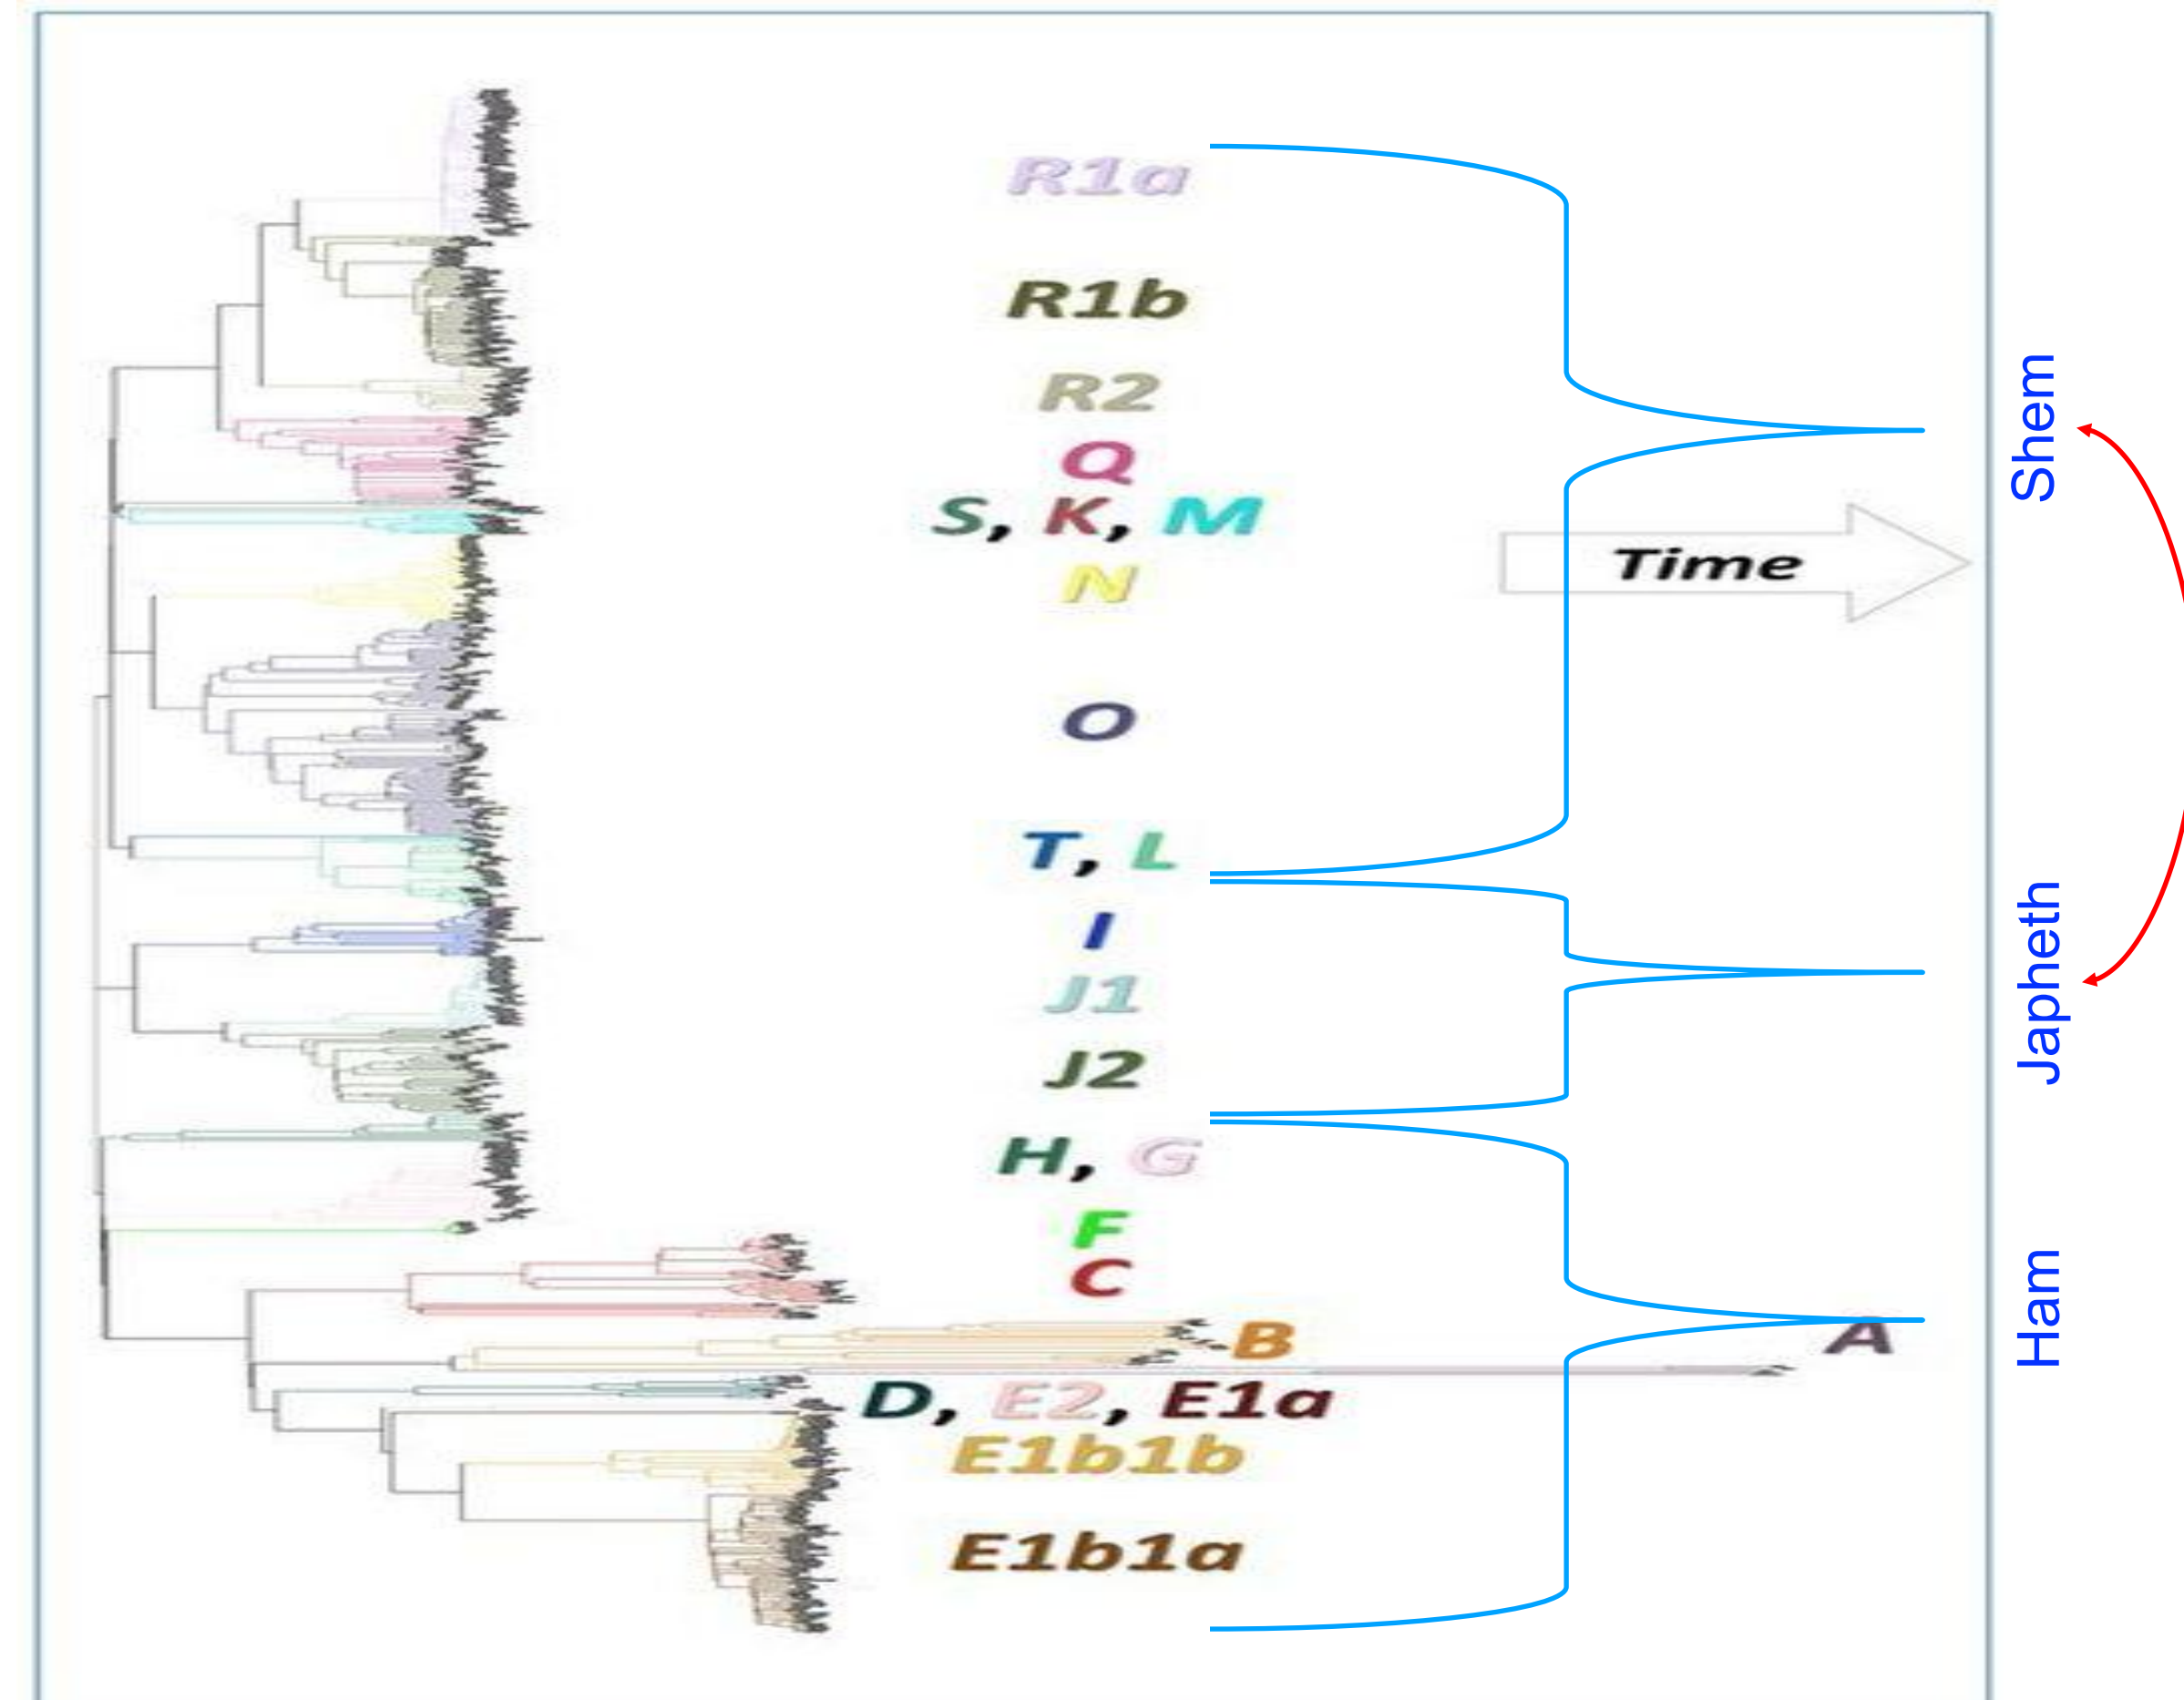 R1a
R1b
R2
Q
S, K, M
N
O
T, L
I
J1
J2
H, G
F
C
B
A
D, E2, E1a
E1b1b
E1b1a
Time
Shem
Japheth
Ham